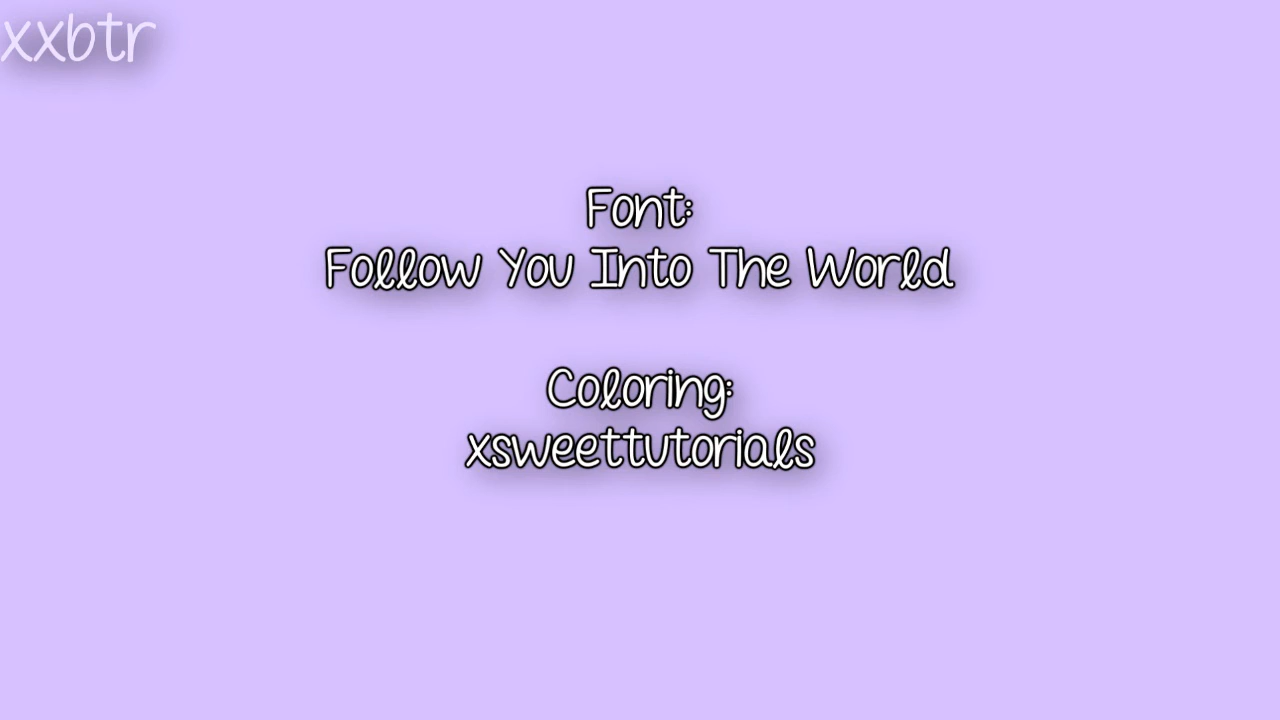 xxbtr
Font:
Follow You Into The World
Coloring:
xsweettutorials